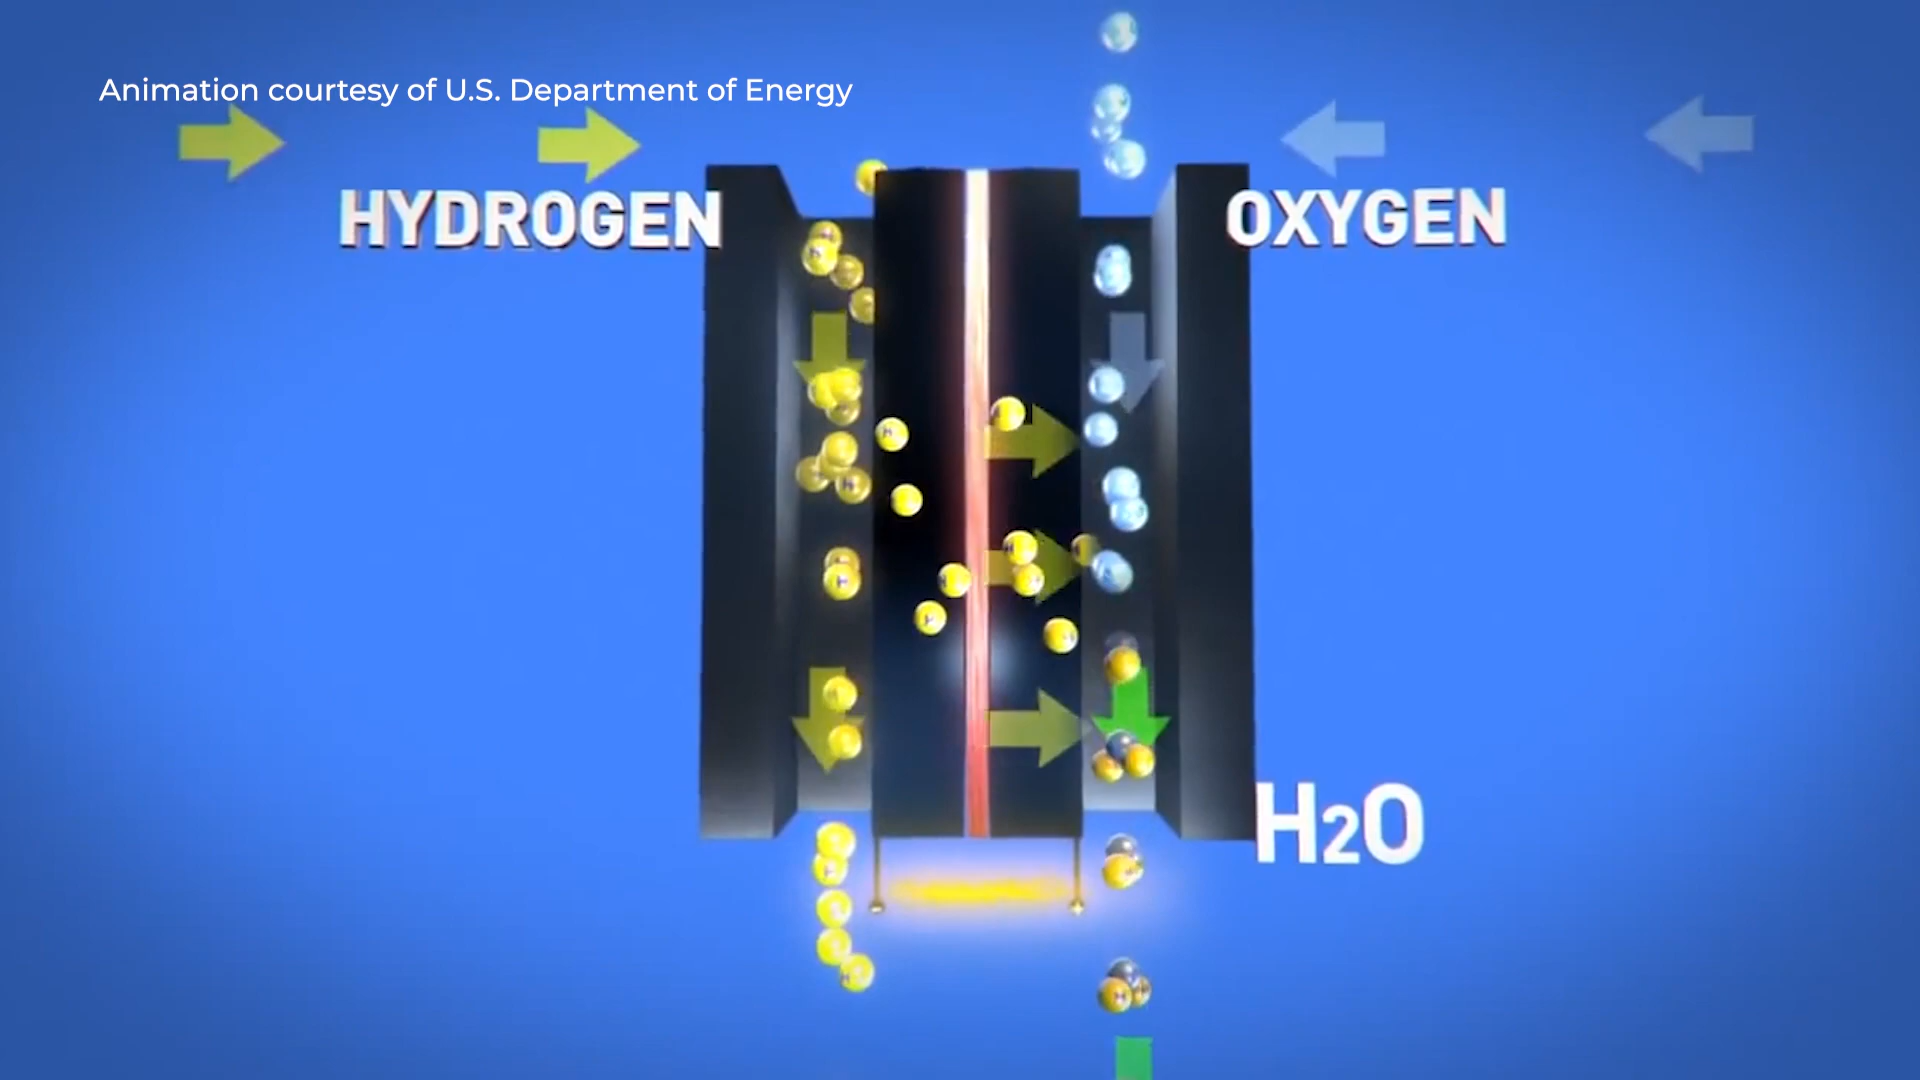 Animation courtesy of U.S. Department of Energy
HYDROGEN
OXYGEN
H2O